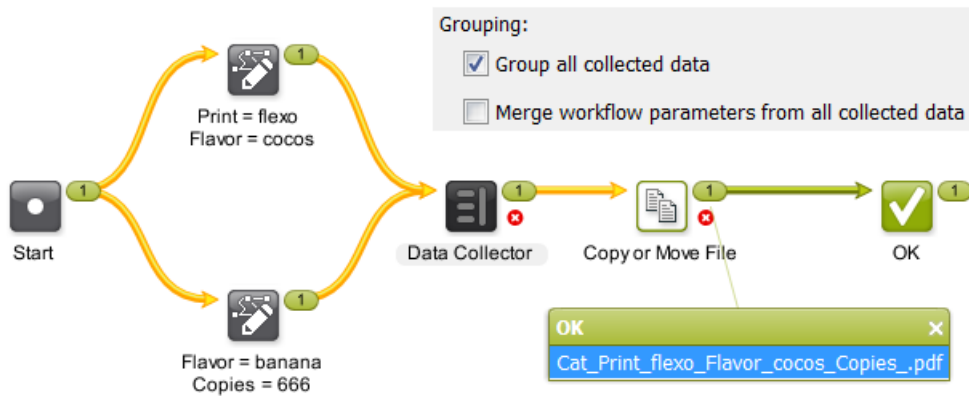 Grouping:
Group all collected data
Merge workflow parameters from all collected data
1
Print = flexo
Flavor = cocos
1
Start
1
Data Collector
1
Copy or Move File
1
OK
1
Flavor = banana
Copies = 666
OK
Cat_Print_flexo_Flavor_cocos_Copies_.pdf